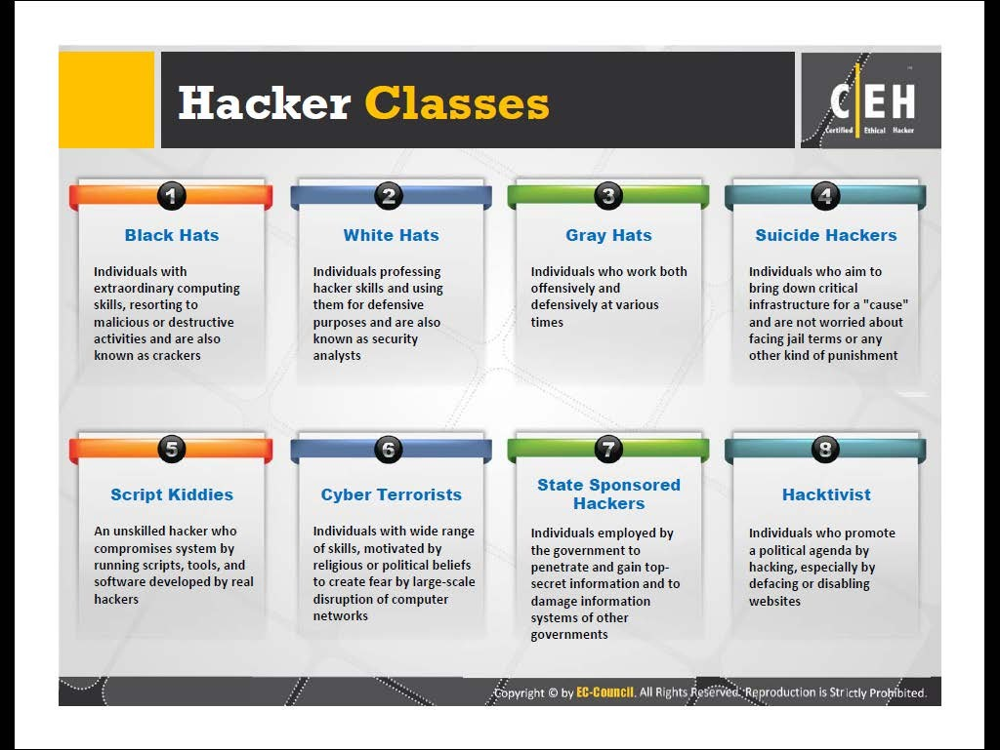 Hacker Classes
C|EH
Certified Ethical Hacker
1
Black Hats
Individuals with
extraordinary computing
skills, resorting to
malicious or destructive
activities and are also
known as crackers
2
White Hats
Individuals professing
hacker skills and using
them for defensive
purposes and are also
known as security
analysts
3
Gray Hats
Individuals who work both
offensively and
defensively at various
times
4
Suicide Hackers
Individuals who aim to
bring down critical
infrastructure for a "cause"
and are not worried about
facing jail terms or any
other kind of punishment
5
Script Kiddies
An unskilled hacker who
compromises system by
running scripts, tools, and
software developed by real
hackers
6
Cyber Terrorists
Individuals with wide range
of skills, motivated by
religious or political beliefs
to create fear by large-scale
disruption of computer
networks
7
State Sponsored
Hackers
Individuals employed by
the government to
penetrate and gain top-
secret information and to
damage information
systems of other
governments
8
Hacktivist
Individuals who promote
a political agenda by
hacking, especially by
defacing or disabling
websites
Copyright © by EC-Council. All Rights Reserved. Reproduction is Strictly Prohibited.